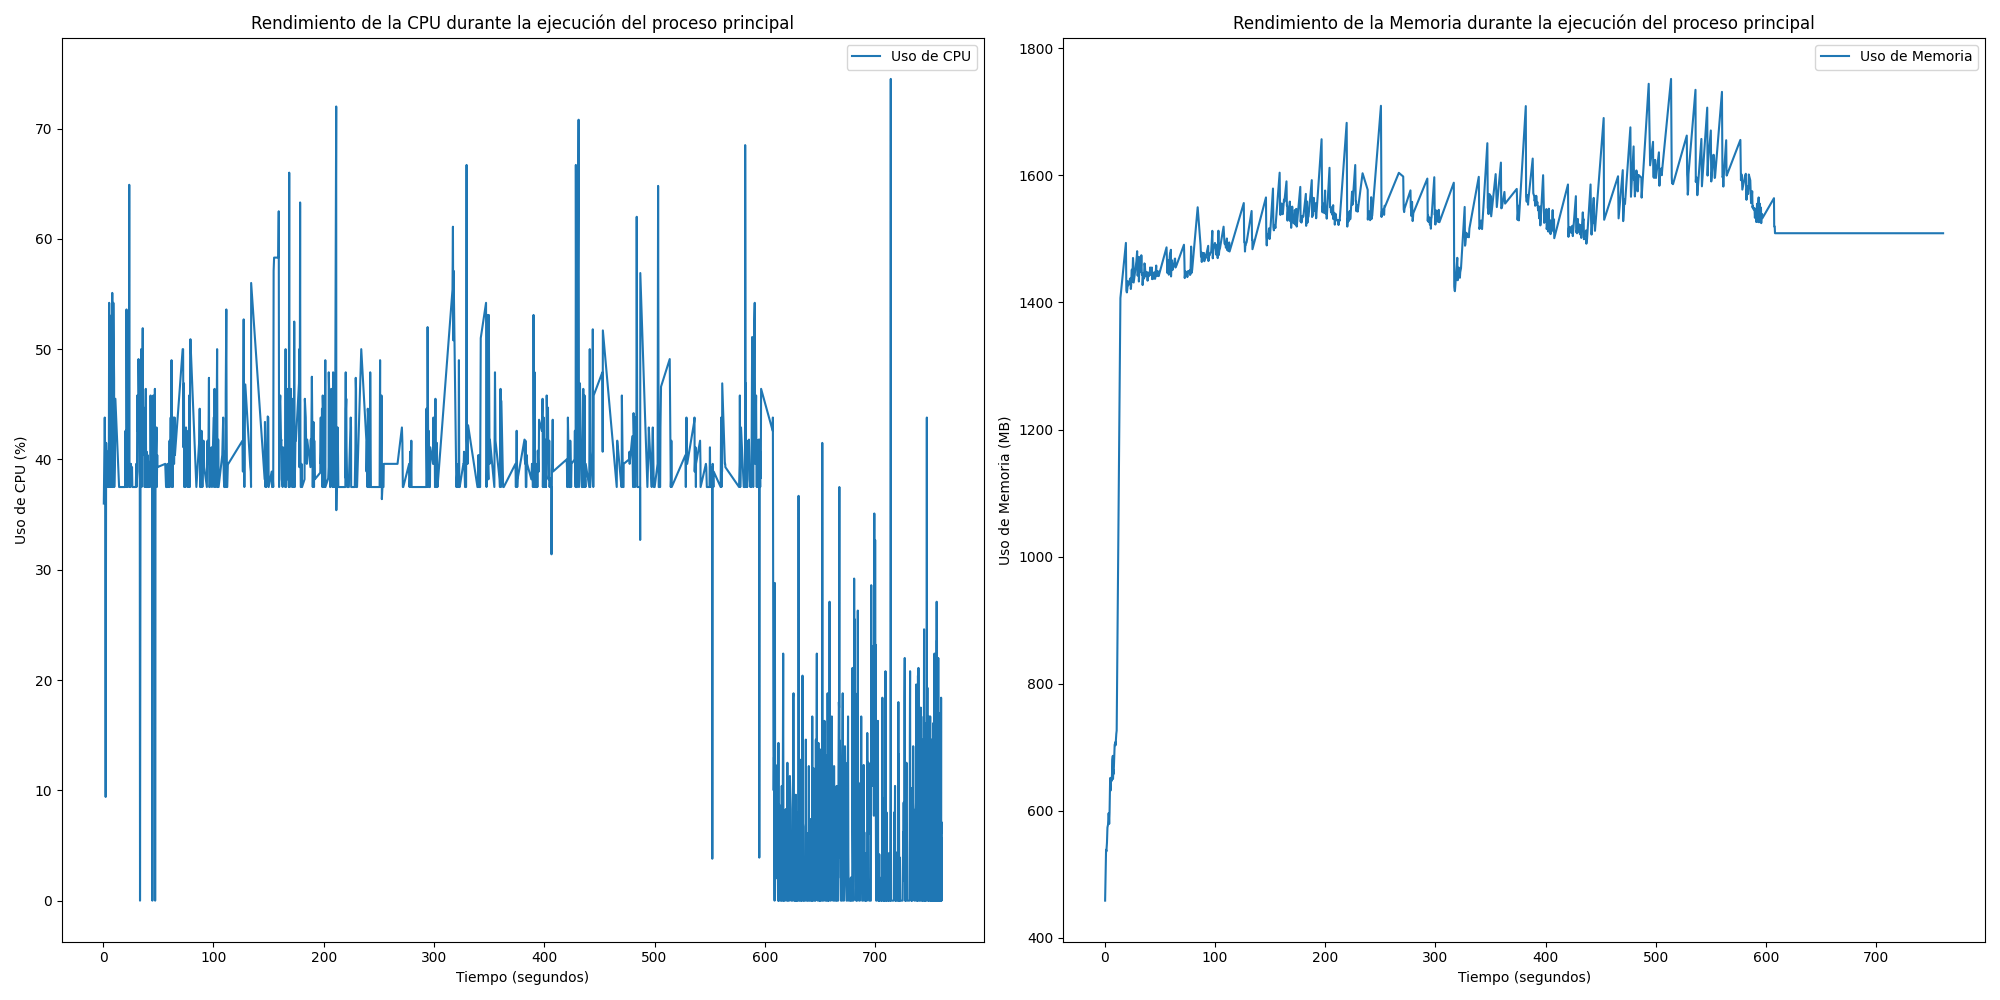 Rendimiento de la CPU durante la ejecución del proceso principal
Uso de CPU
70
60
50
40
30
20
10
0
Uso de CPU (%)
0 100 200 300 400 500 600 700
Tiempo (segundos)
Rendimiento de la Memoria durante la ejecución del proceso principal
Uso de Memoria
1800
1600
1400
1200
1000
800
600
400
Uso de Memoria (MB)
0 100 200 300 400 500 600 700
Tiempo (segundos)